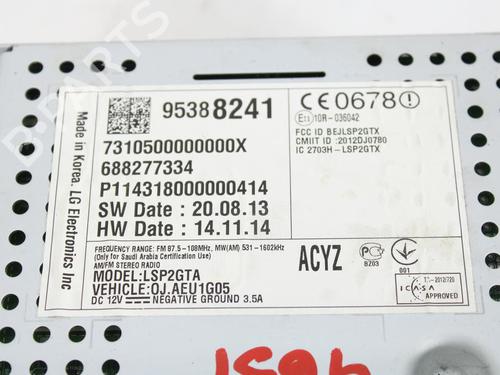 95388241
CE0678
E11 10R - 036042
7310500000000X
FCC ID BEJLSP2GTX
CMIIT ID :2012DJ0780
IC 2703H-LSP2GTX
688277334
P114318000000414
SW Date : 20.08.13
HW Date : 14.11.14
FREQUENCY RANGE: FM 87.5 - 108MHz, MW(AM) 531 - 1602kHz
(Only for Saudi Arabia Certification Use)
AM/FM STEREO RADIO
MODEL:LSP2GTA
VEHICLE:OJ.AEU1G05
DC 12V NEGATIVE GROUND 3.5A
ACYZ
BZ03
001
ICASA
APPROVED
Made in Korea. LG Electronics Inc
B-PARTS